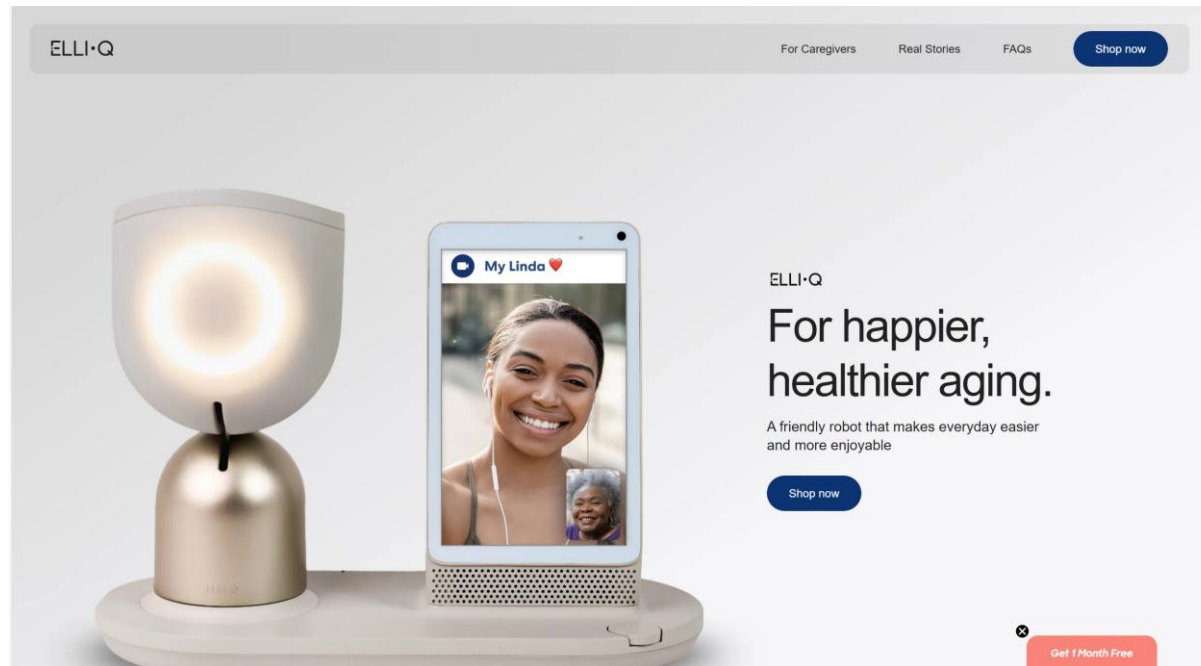 ELLI•Q
For Caregivers
Real Stories
FAQs
Shop now
My Linda ❤️
ELLI•Q
ELLI•Q
For happier,
healthier aging.
A friendly robot that makes everyday easier
and more enjoyable
Shop now
Get 1 Month Free